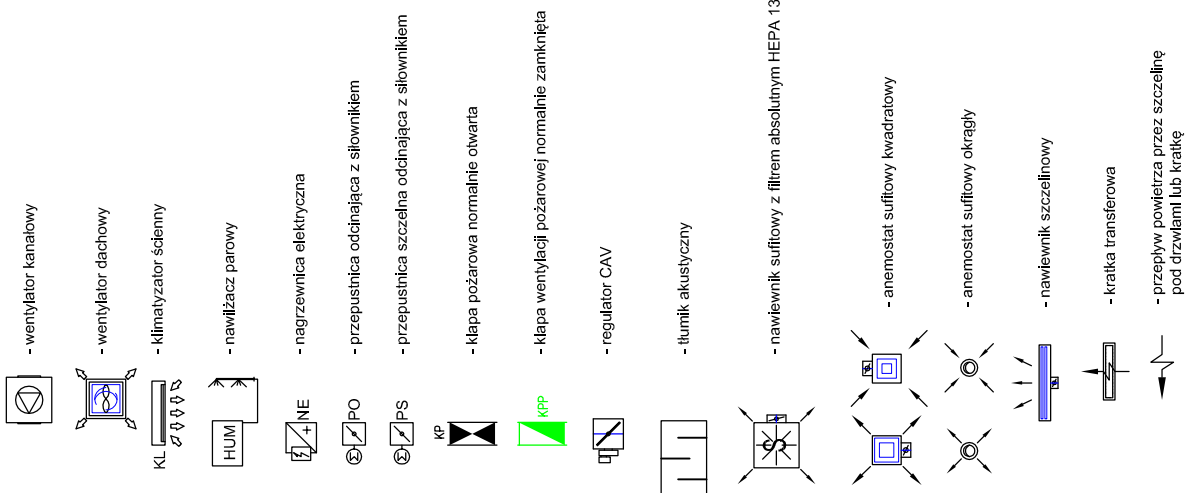 - wentylator kanałowy
- wentylator dachowy
KL
- klimatyzator ścienny
HUM
- nawilżacz parowy
NE
- nagrzewnica elektryczna
PO
- przepustnica odcinająca z siłownikiem
PS
- przepustnica szczelna odcinająca z siłownikiem
KP
- klapa pożarowa normalnie otwarta
KPP
- klapa wentylacji pożarowej normalnie zamknięta
- regulator CAV
- tłumik akustyczny
S
- nawiewnik sufitowy z filtrem absolutnym HEPA 13
- anemostat sufitowy kwadratowy
- anemostat sufitowy okrągły
- nawiewnik szczelinowy
- kratka transferowa
- przepływ powietrza przez szczelinę
pod drzwiami lub kratkę